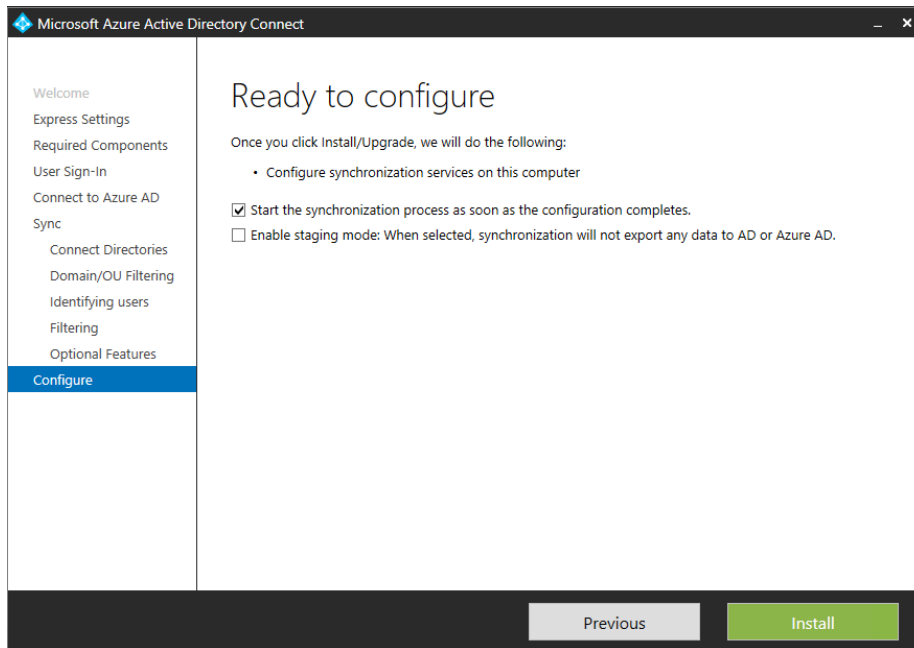 Microsoft Azure Active Directory Connect
Welcome
Express Settings
Required Components
User Sign-In
Connect to Azure AD
Sync
Connect Directories
Domain/OU Filtering
Identifying users
Filtering
Optional Features
Configure
Ready to configure
Once you click Install/Upgrade, we will do the following:
• Configure synchronization services on this computer
Start the synchronization process as soon as the configuration completes.
Enable staging mode: When selected, synchronization will not export any data to AD or Azure AD.
Previous
Install